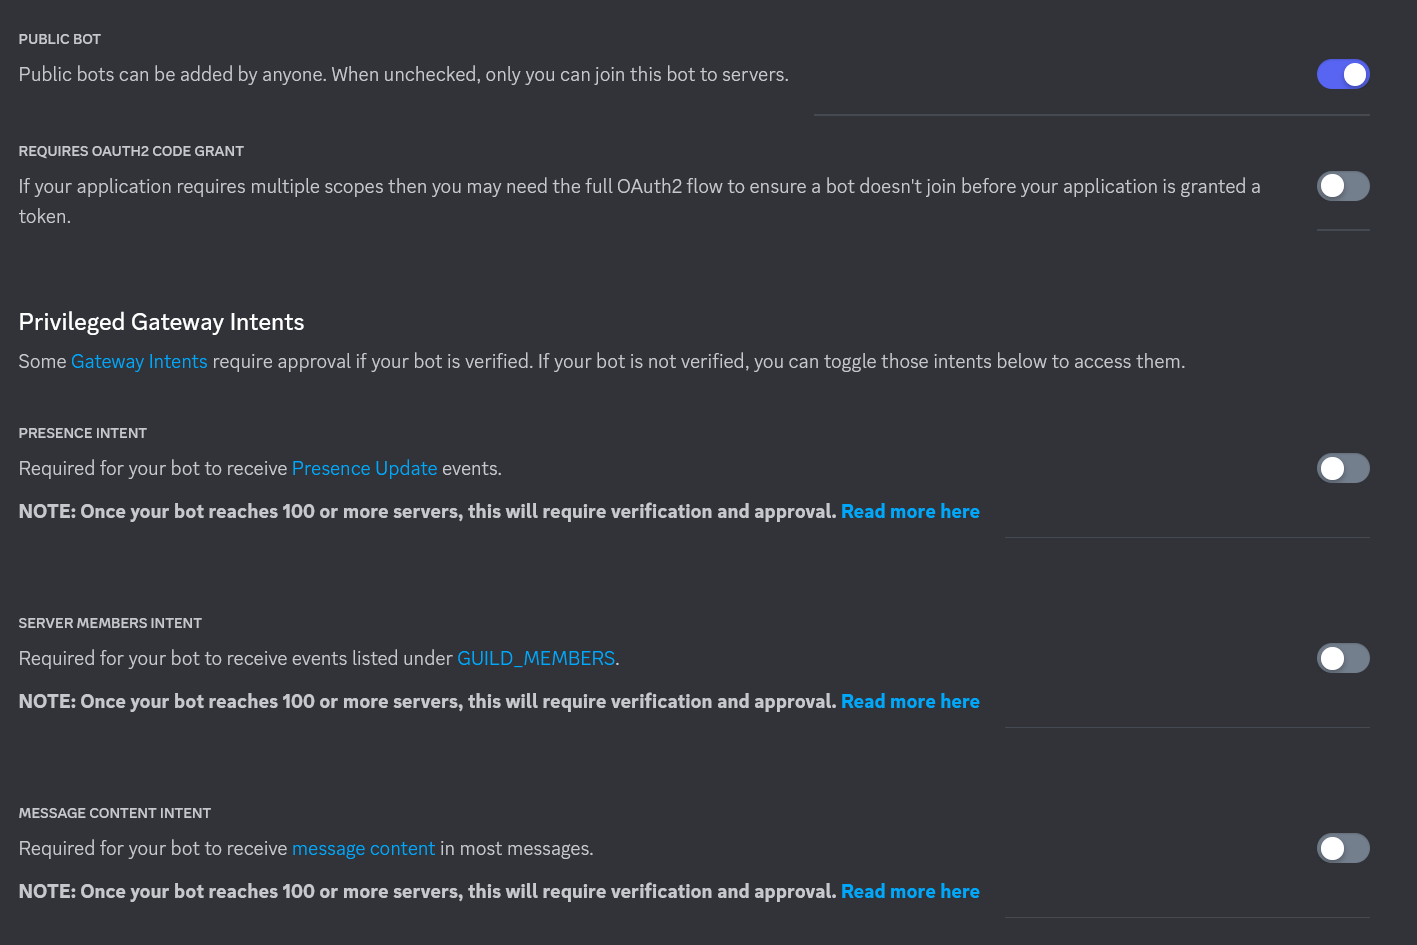 PUBLIC BOT
Public bots can be added by anyone. When unchecked, only you can join this bot to servers.
REQUIRES OAUTH2 CODE GRANT
If your application requires multiple scopes then you may need the full OAuth2 flow to ensure a bot doesn't join before your application is granted a
token.
Privileged Gateway Intents
Some Gateway Intents require approval if your bot is verified. If your bot is not verified, you can toggle those intents below to access them.
PRESENCE INTENT
Required for your bot to receive Presence Update events.
NOTE: Once your bot reaches 100 or more servers, this will require verification and approval. Read more here
SERVER MEMBERS INTENT
Required for your bot to receive events listed under GUILD_MEMBERS.
NOTE: Once your bot reaches 100 or more servers, this will require verification and approval. Read more here
MESSAGE CONTENT INTENT
Required for your bot to receive message content in most messages.
NOTE: Once your bot reaches 100 or more servers, this will require verification and approval. Read more here